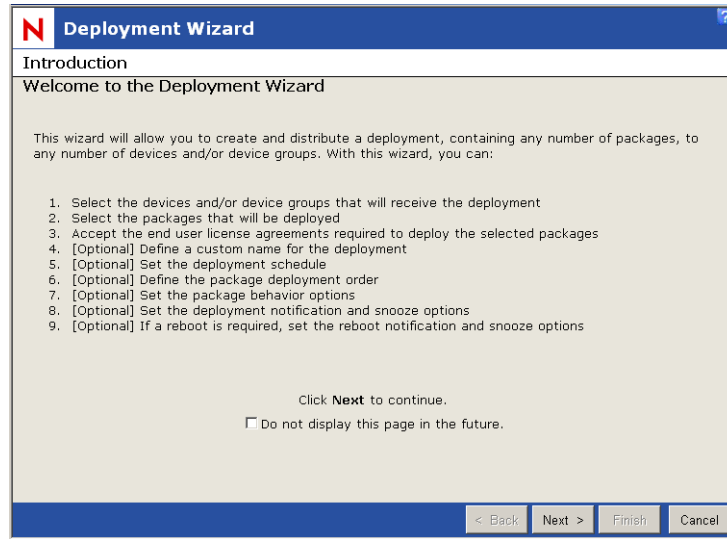 N Deployment Wizard
?
Introduction
Welcome to the Deployment Wizard
This wizard will allow you to create and distribute a deployment, containing any number of packages, to
any number of devices and/or device groups. With this wizard, you can:
1. Select the devices and/or device groups that will receive the deployment
2. Select the packages that will be deployed
3. Accept the end user license agreements required to deploy the selected packages
4. [Optional] Define a custom name for the deployment
5. [Optional] Set the deployment schedule
6. [Optional] Define the package deployment order
7. [Optional] Set the package behavior options
8. [Optional] Set the deployment notification and snooze options
9. [Optional] If a reboot is required, set the reboot notification and snooze options
Click Next to continue.
Do not display this page in the future.
< Back Next > Finish Cancel